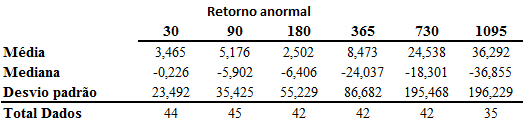 Retorno anormal
30 90 180 365 730 1095
Média 3,465 5,176 2,502 8,473 24,538 36,292
Mediana -0,226 -5,902 -6,406 -24,037 -18,301 -36,855
Desvio padrão 23,492 35,425 55,229 86,682 195,468 196,229
Total Dados 44 45 42 42 42 35